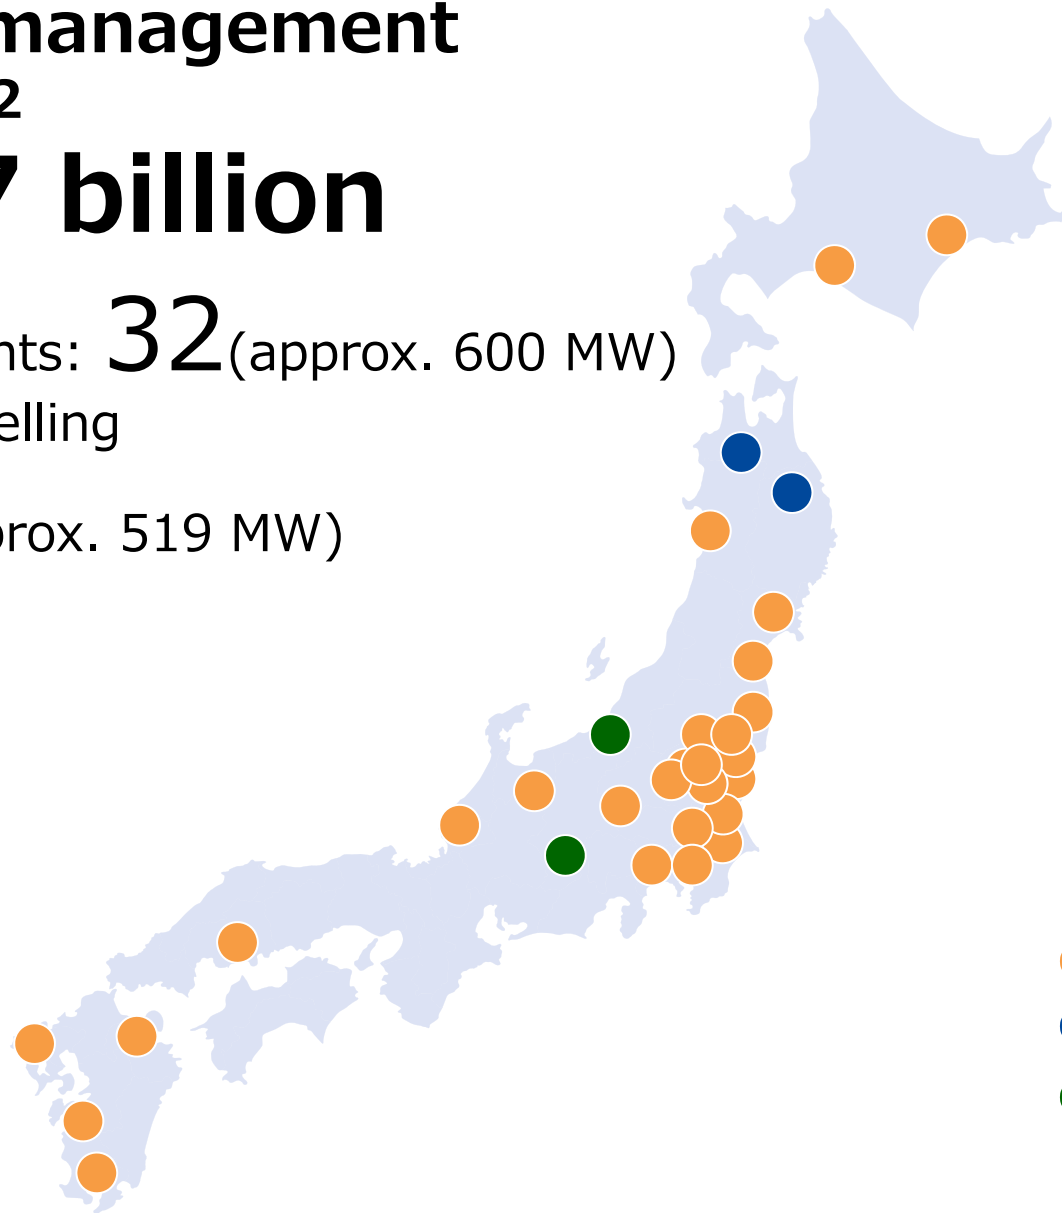 management
2
7 billion
nts: 32(approx. 600 MW)
elling
prox. 519 MW)